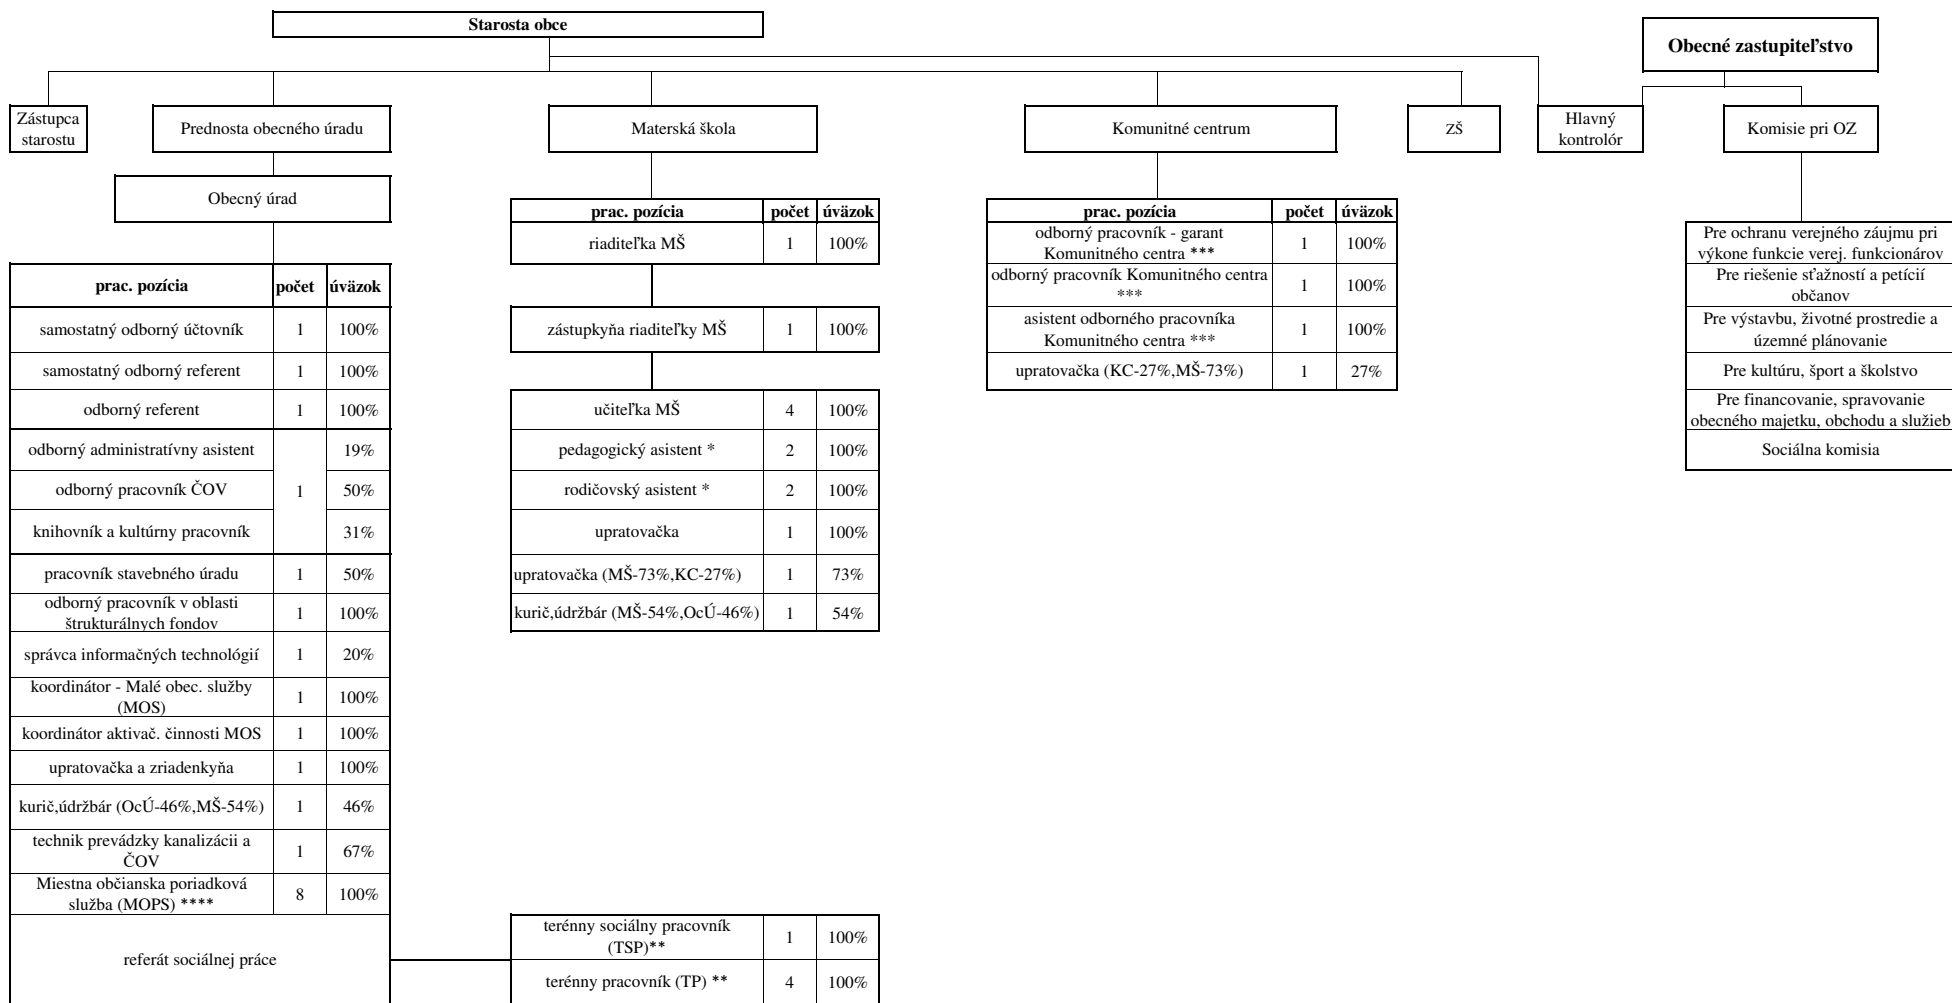 Starosta obce
Obecné zastupiteľstvo
Zástupca
starostu
Prednosta obecného úradu
Materská škola
Komunitné centrum
ZŠ
Hlavný
kontrolór
Komisie pri OZ
Obecný úrad
prac. pozícia počet úväzok
samostatný odborný účtovník 1 100%
samostatný odborný referent 1 100%
odborný referent 1 100%
odborný administratívny asistent 19%
odborný pracovník ČOV 1 50%
knihovník a kultúrny pracovník 31%
pracovník stavebného úradu 1 50%
odborný pracovník v oblasti
štrukturálnych fondov 1 100%
správca informačných technológií 1 20%
koordinátor - Malé obec. služby
(MOS) 1 100%
koordinátor aktivač. činnosti MOS 1 100%
upratovačka a zriadenkyňa 1 100%
kurič,údržbár (OcÚ-46%,MŠ-54%) 1 46%
technik prevádzky kanalizácii a
ČOV 1 67%
Miestna občianska poriadková
služba (MOPS) **** 8 100%
referát sociálnej práce
prac. pozícia počet úväzok
riaditeľka MŠ 1 100%
zástupkyňa riaditeľky MŠ 1 100%
učiteľka MŠ 4 100%
pedagogický asistent * 2 100%
rodičovský asistent * 2 100%
upratovačka 1 100%
upratovačka (MŠ-73%,KC-27%) 1 73%
kurič,údržbár (MŠ-54%,OcÚ-46%) 1 54%
terénny sociálny pracovník
(TSP)** 1 100%
terénny pracovník (TP) ** 4 100%
prac. pozícia počet úväzok
odborný pracovník - garant
Komunitného centra *** 1 100%
odborný pracovník Komunitného centra
*** 1 100%
asistent odborného pracovníka
Komunitného centra *** 1 100%
upratovačka (KC-27%,MŠ-73%) 1 27%
Pre ochranu verejného záujmu pri
výkone funkcie verej. funkcionárov
Pre riešenie sťažností a petícií
občanov
Pre výstavbu, životné prostredie a
územné plánovanie
Pre kultúru, šport a školstvo
Pre financovanie, spravovanie
obecného majetku, obchodu a služieb
Sociálna komisia